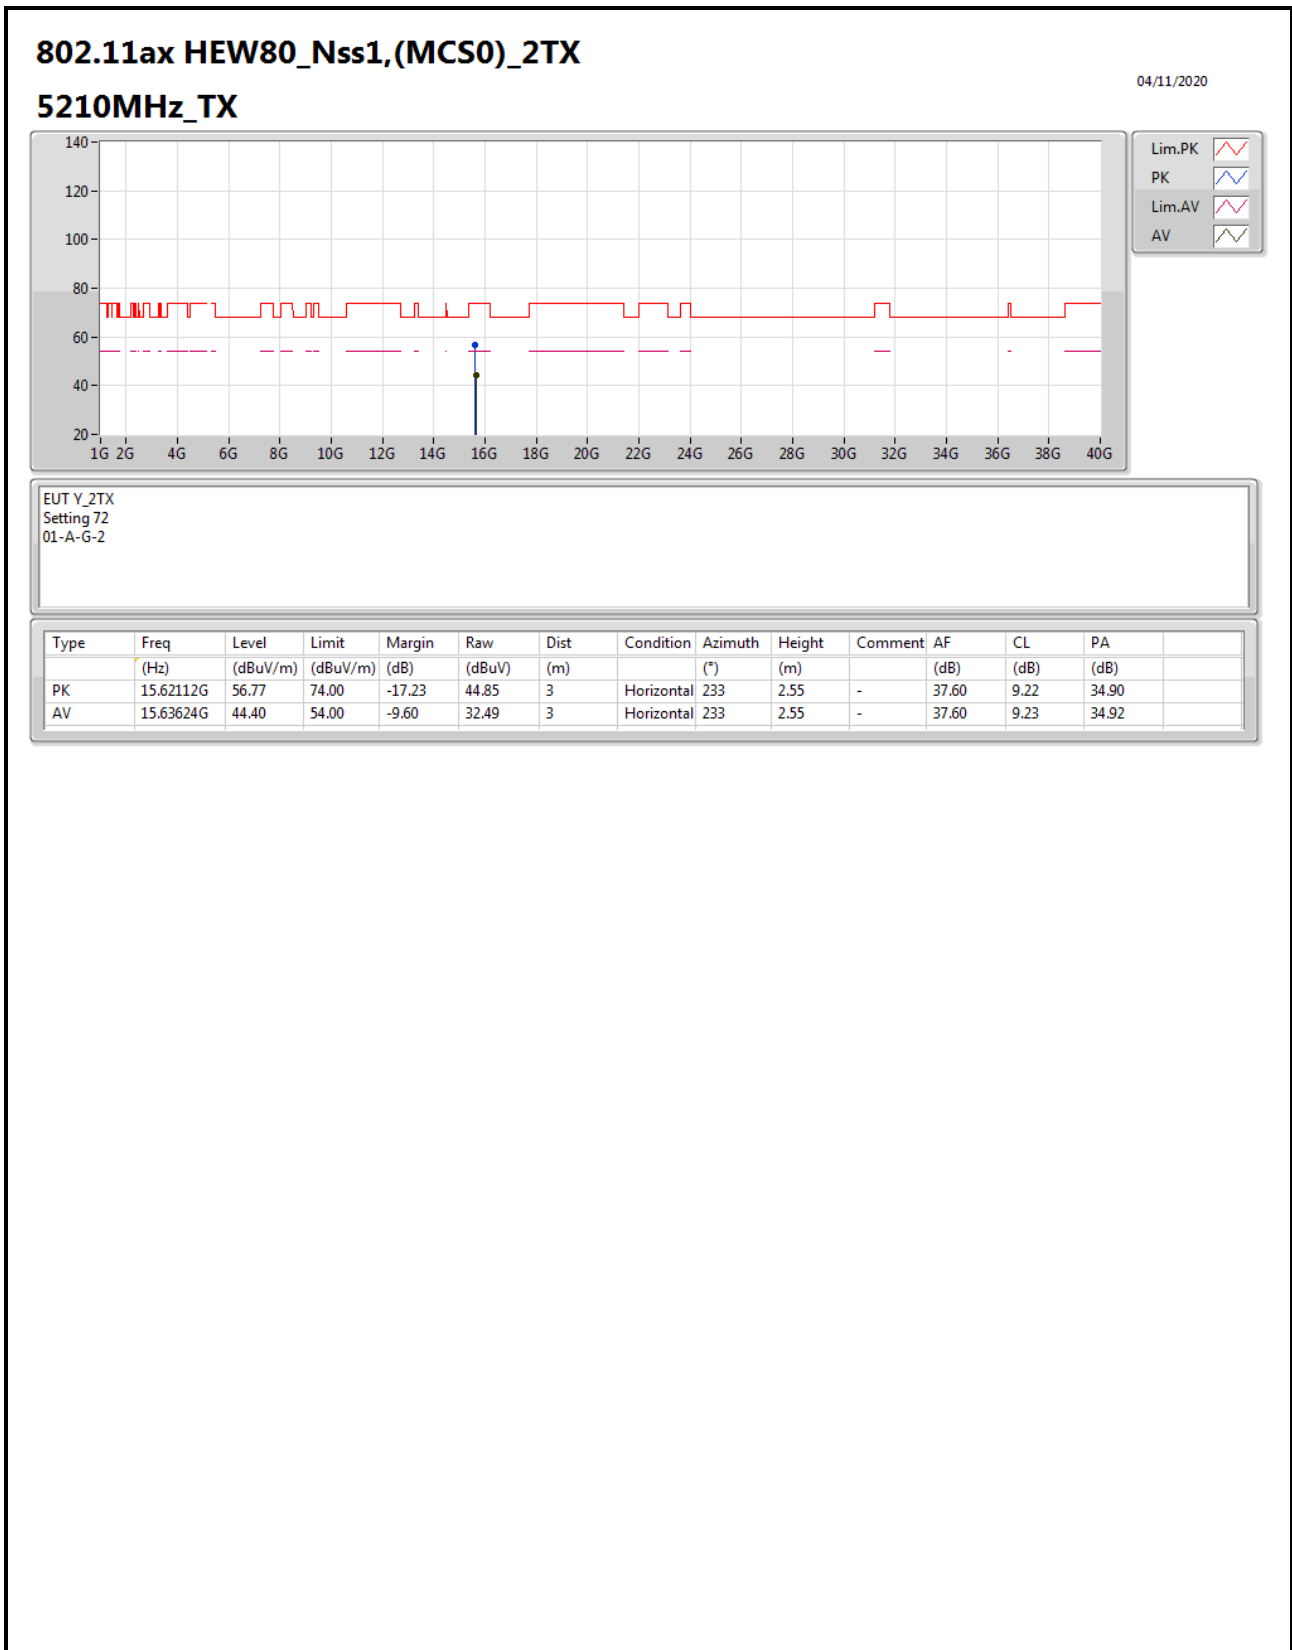 802.11ax HEW80_Nss1,(MCS0)_2TX
04/11/2020
5210MHz_TX
140
120
100
80
60
40
20
1G 2G 4G 6G 8G 10G 12G 14G 16G 18G 20G 22G 24G 26G 28G 30G 32G 34G 36G 38G 40G
Lim.PK
PK
Lim.AV
AV
EUT Y_2TX
Setting 72
01-A-G-2
Type Freq Level Limit Margin Raw Dist Condition Azimuth Height Comment AF CL PA
(Hz) (dBuV/m) (dBuV/m) (dB) (dBuV) (m) (°) (m) (dB) (dB) (dB)
PK 15.62112G 56.77 74.00 -17.23 44.85 3 Horizontal 233 2.55 - 37.60 9.22 34.90
AV 15.63624G 44.40 54.00 -9.60 32.49 3 Horizontal 233 2.55 - 37.60 9.23 34.92